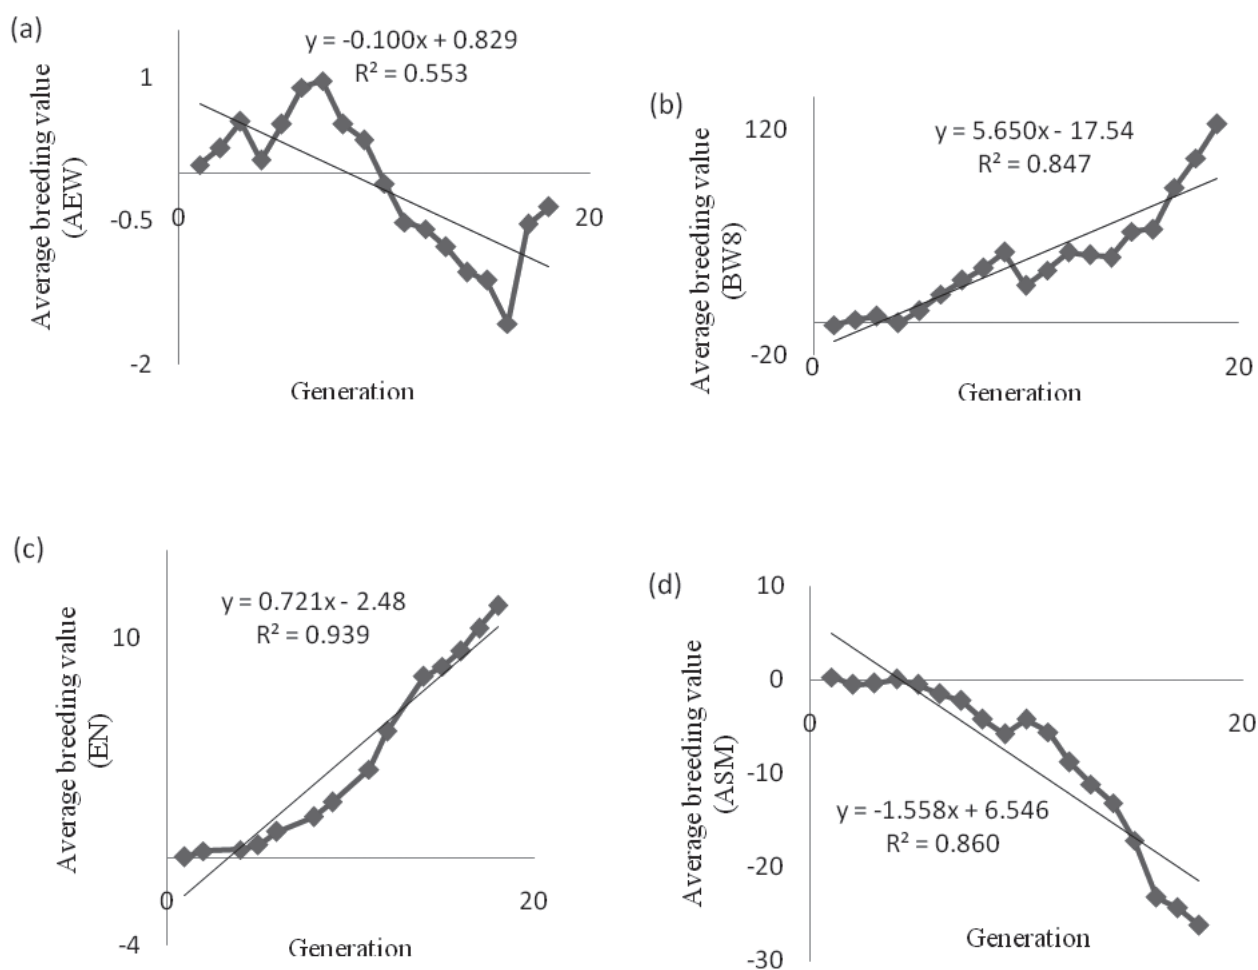 (a)
y = -0.100x + 0.829
R² = 0.553
1
-0.5
-2
0
20
Average breeding value
(AEW)
Generation
(b)
y = 5.650x - 17.54
R² = 0.847
120
-20
0
20
Average breeding value
(BW8)
Generation
(c)
y = 0.721x - 2.48
R² = 0.939
10
-4
0
20
Average breeding value
(EN)
Generation
(d)
10
0
-10
-20
-30
0
20
y = -1.558x + 6.546
R² = 0.860
Average breeding value
(ASM)
Generation